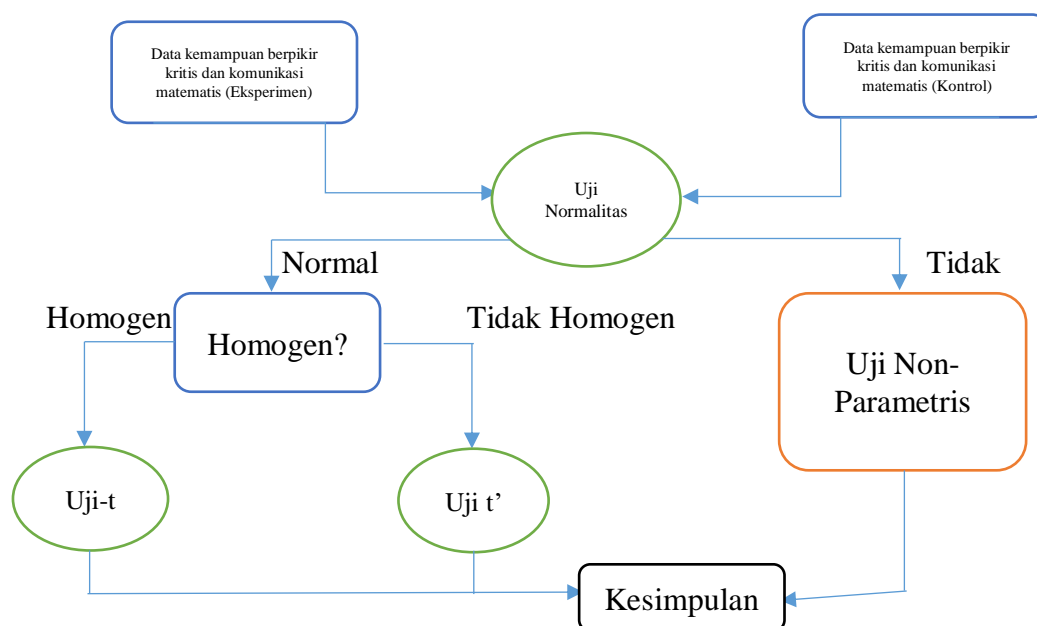 Data kemampuan berpikir
kritis dan komunikasi
matematis (Eksperimen)
Data kemampuan berpikir
kritis dan komunikasi
matematis (Kontrol)
Uji
Normalitas
Normal
Tidak
Homogen
Homogen?
Tidak Homogen
Uji Non-
Parametris
Uji-t
Uji t’
Kesimpulan